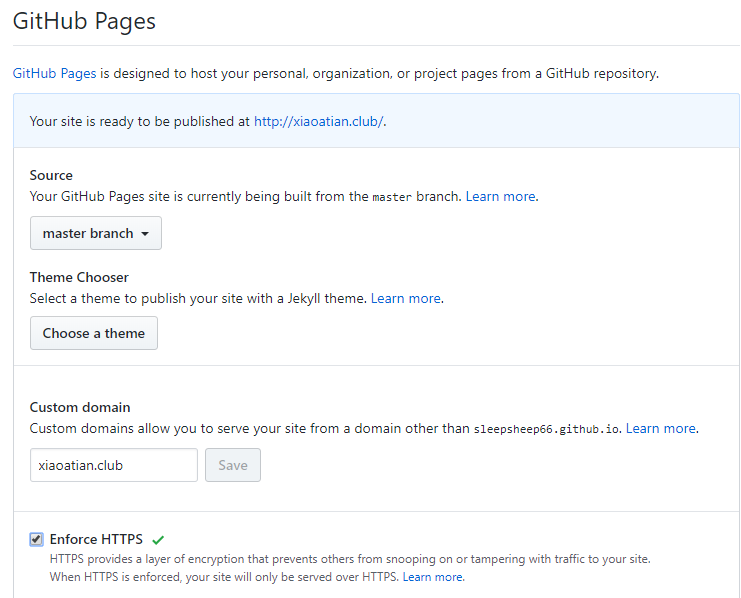 GitHub Pages
GitHub Pages is designed to host your personal, organization, or project pages from a GitHub repository.
Your site is ready to be published at http://xiaoatian.club/.
Source
Your GitHub Pages site is currently being built from the master branch. Learn more.
master branch
Theme Chooser
Select a theme to publish your site with a Jekyll theme. Learn more.
Choose a theme
Custom domain
Custom domains allow you to serve your site from a domain other than sleepsheep66.github.io. Learn more.
xiaoatian.club Save
Enforce HTTPS
HTTPS provides a layer of encryption that prevents others from snooping on or tampering with traffic to your site.
When HTTPS is enforced, your site will only be served over HTTPS. Learn more.